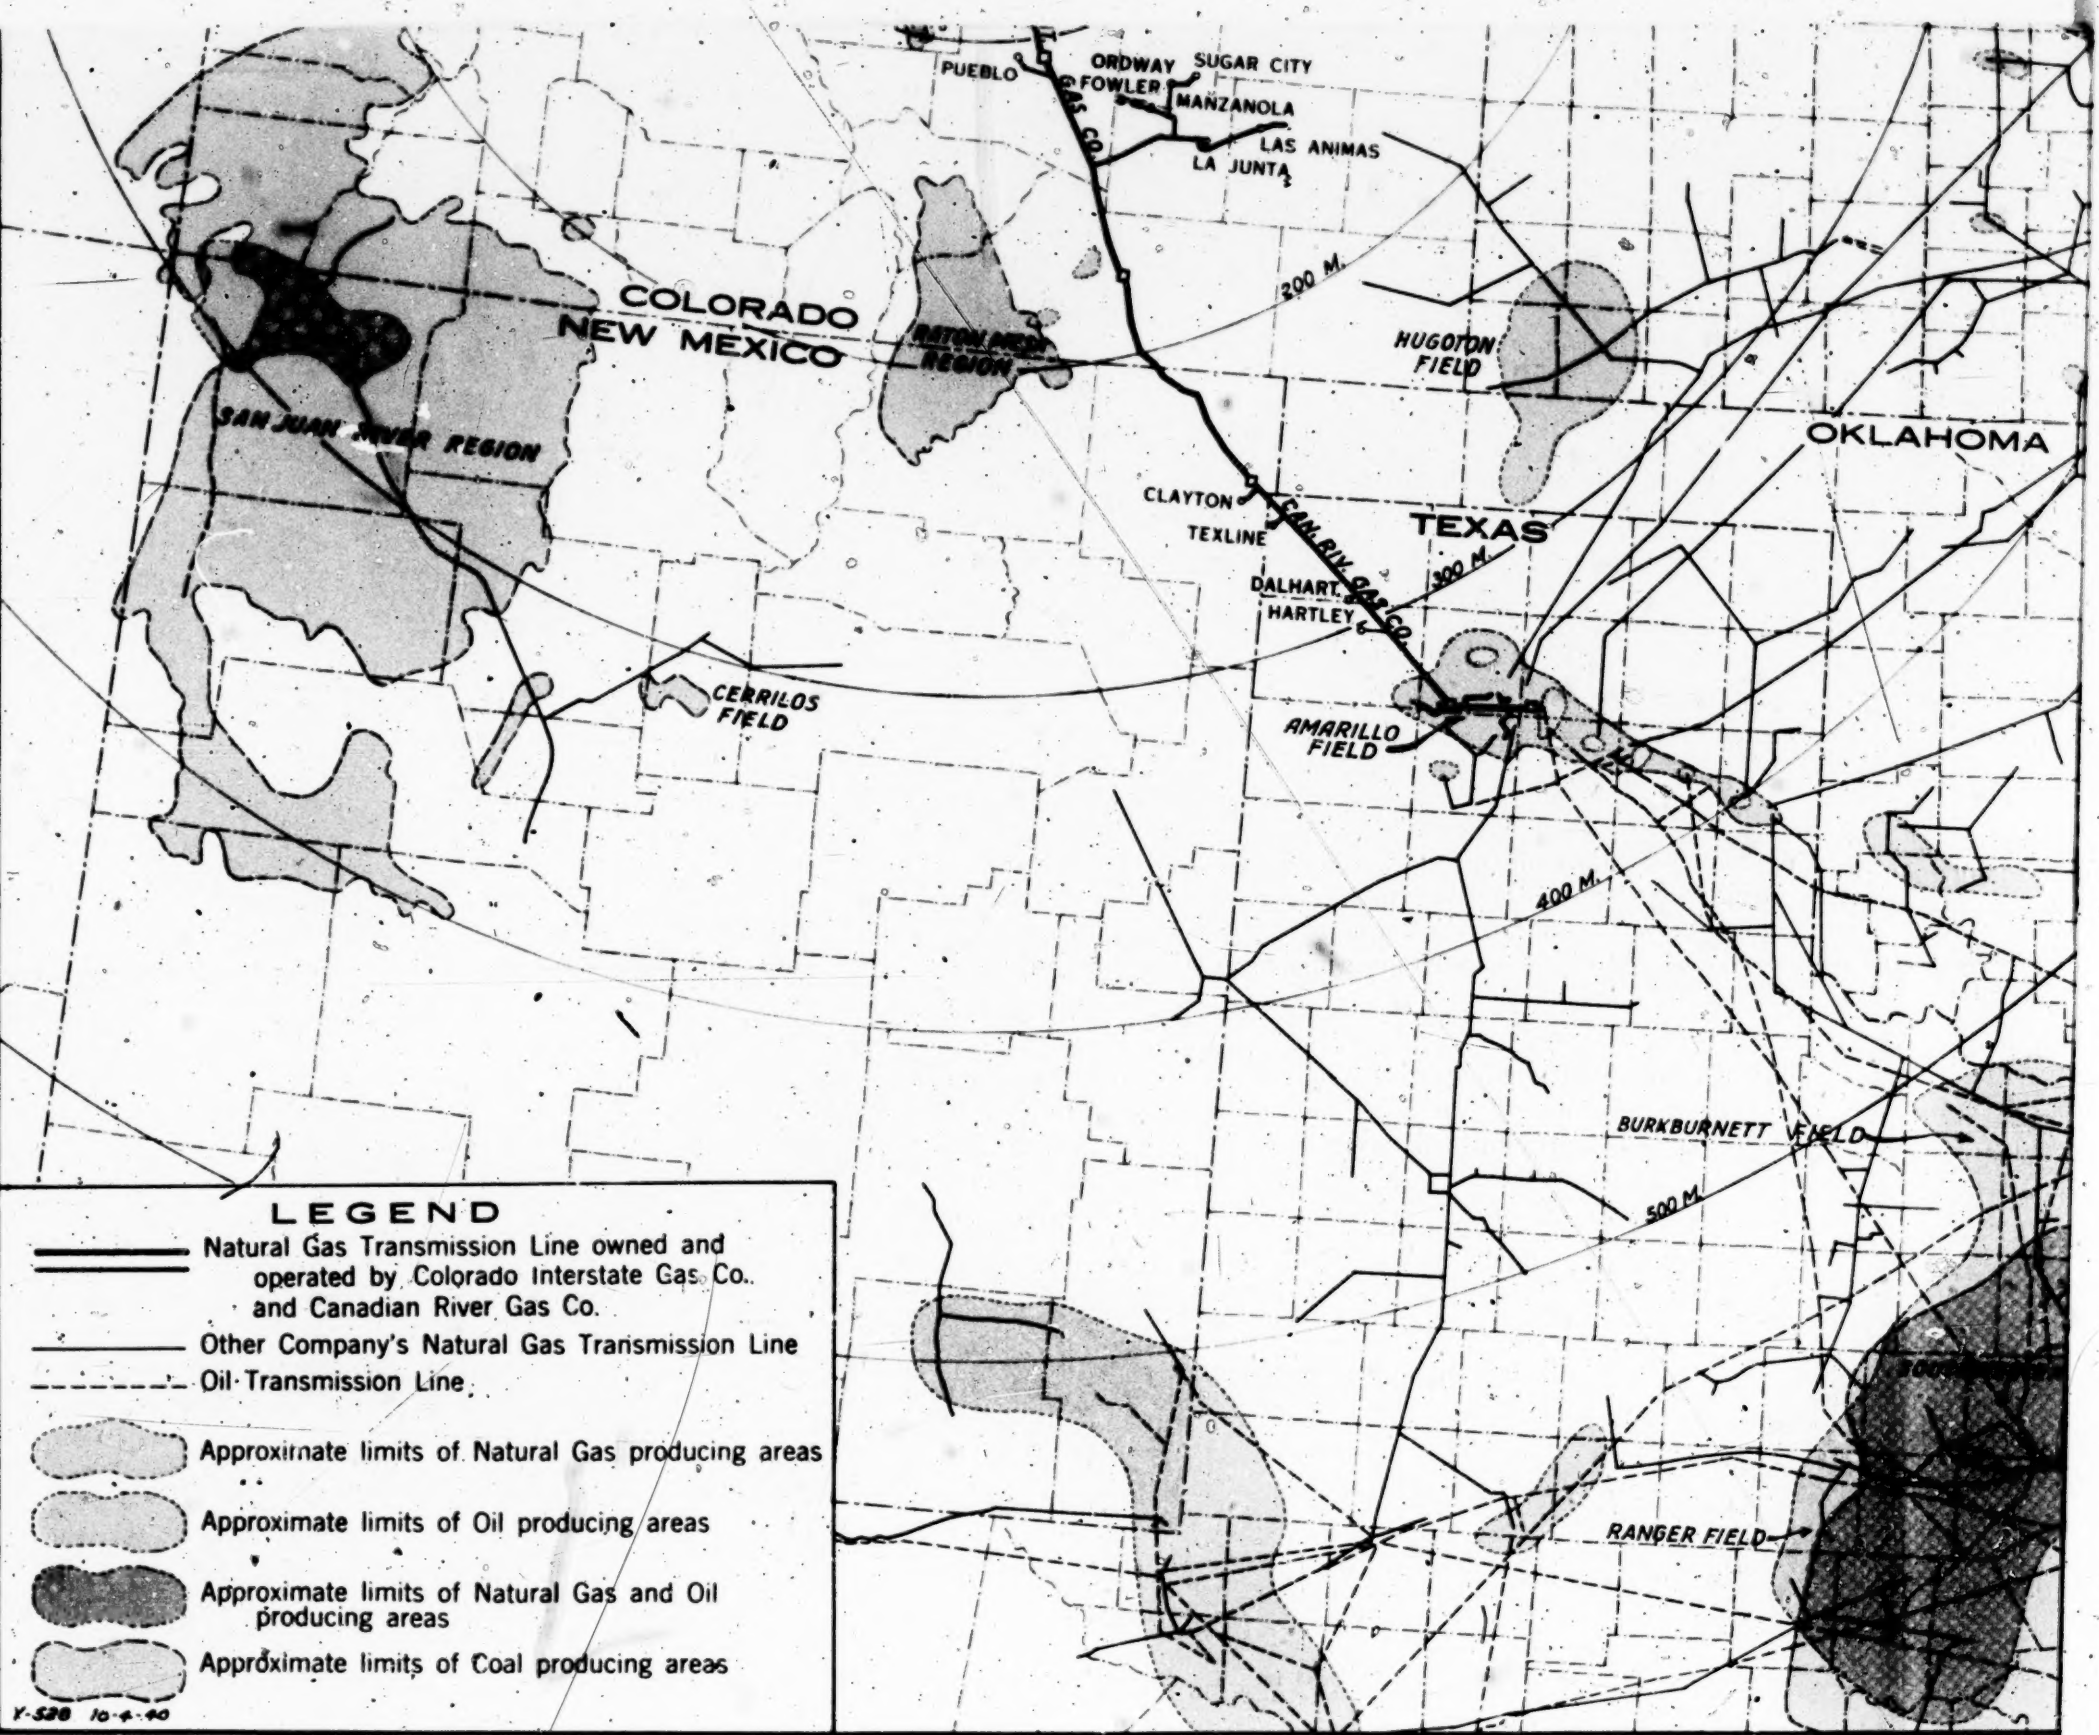 PUEBLO
ORDWAY
SUGAR CITY
FOWLER
MANZANOLA
LAS ANIMAS
LA JUNTA
GAS CO.
200 M.
COLORADO
NEW MEXICO
RATON MESA
REGION
HUGOTON
FIELD
OKLAHOMA
SAN JUAN RIVER REGION
CLAYTON
TEXLINE
CAN. RIV. GAS CO.
TEXAS
300 M.
DALHART
HARTLEY
CERRILOS
FIELD
AMARILLO
FIELD
400 M.
BURKBURNETT FIELD
500 M.
RANGER FIELD
LEGEND
Natural Gas Transmission Line owned and
operated by Colorado Interstate Gas Co.
and Canadian River Gas Co.
Other Company's Natural Gas Transmission Line
Oil Transmission Line
Approximate limits of Natural Gas producing areas
Approximate limits of Oil producing areas
Approximate limits of Natural Gas and Oil
producing areas
Approximate limits of Coal producing areas
Y-528 10-4-40